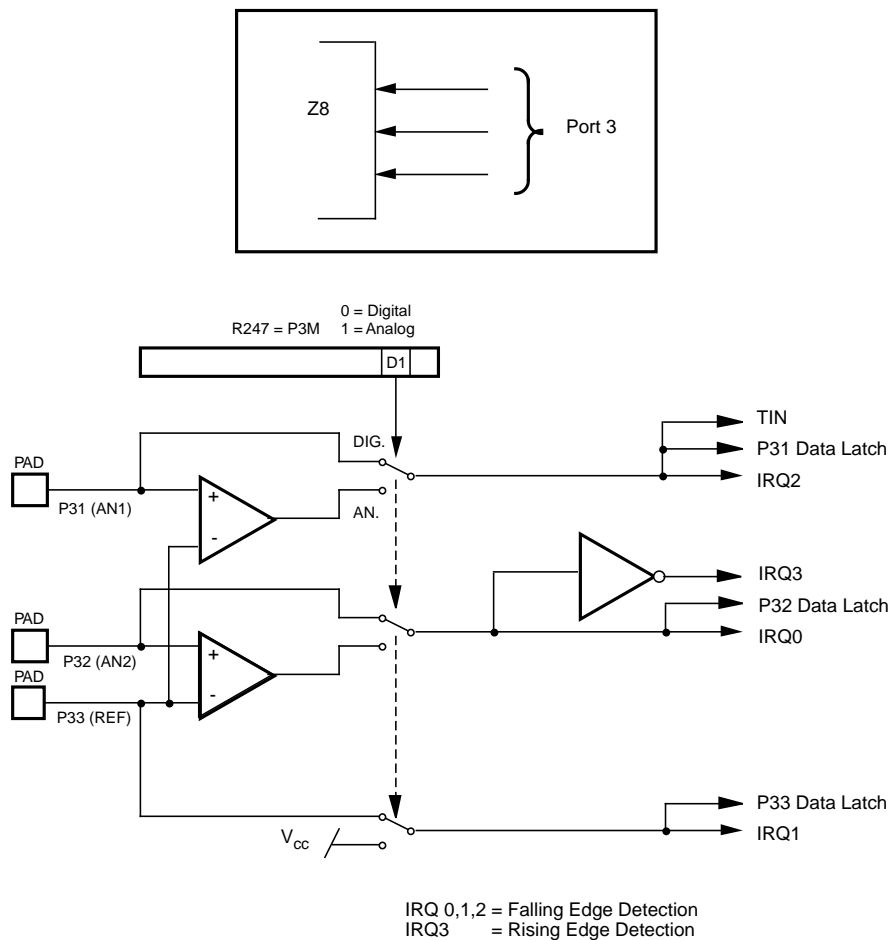 Z8
Port 3
0 = Digital
R247 = P3M 1 = Analog
D1
TIN
DIG.
P31 Data Latch
PAD
IRQ2
P31 (AN1)
+
AN.
-
IRQ3
P32 Data Latch
PAD
IRQ0
P32 (AN2)
+
PAD
-
P33 (REF)
P33 Data Latch
VCC
IRQ1
IRQ 0,1,2 = Falling Edge Detection
IRQ3 = Rising Edge Detection